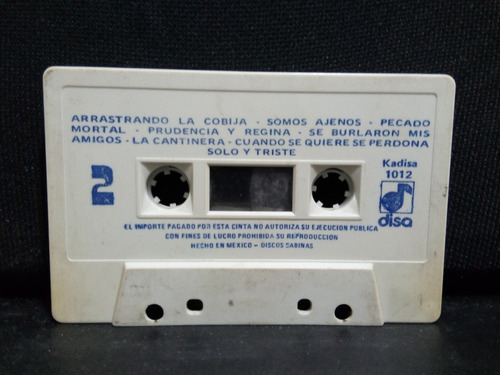 ARRASTRANDO LA COBIJA - SOMOS AJENOS - PECADO
MORTAL - PRUDENCIA Y REGINA - SE BURLARON MIS
AMIGOS - LA CANTINERA - CUANDO SE QUIERE SE PERDONA
SOLO Y TRISTE
2
Kadisa
1012
disa
EL IMPORTE PAGADO POR ESTA CINTA NO AUTORIZA SU EJECUCION PUBLICA
CON FINES DE LUCRO PROHIBIDA SU REPRODUCCION
HECHO EN MEXICO - DISCOS SABINAS